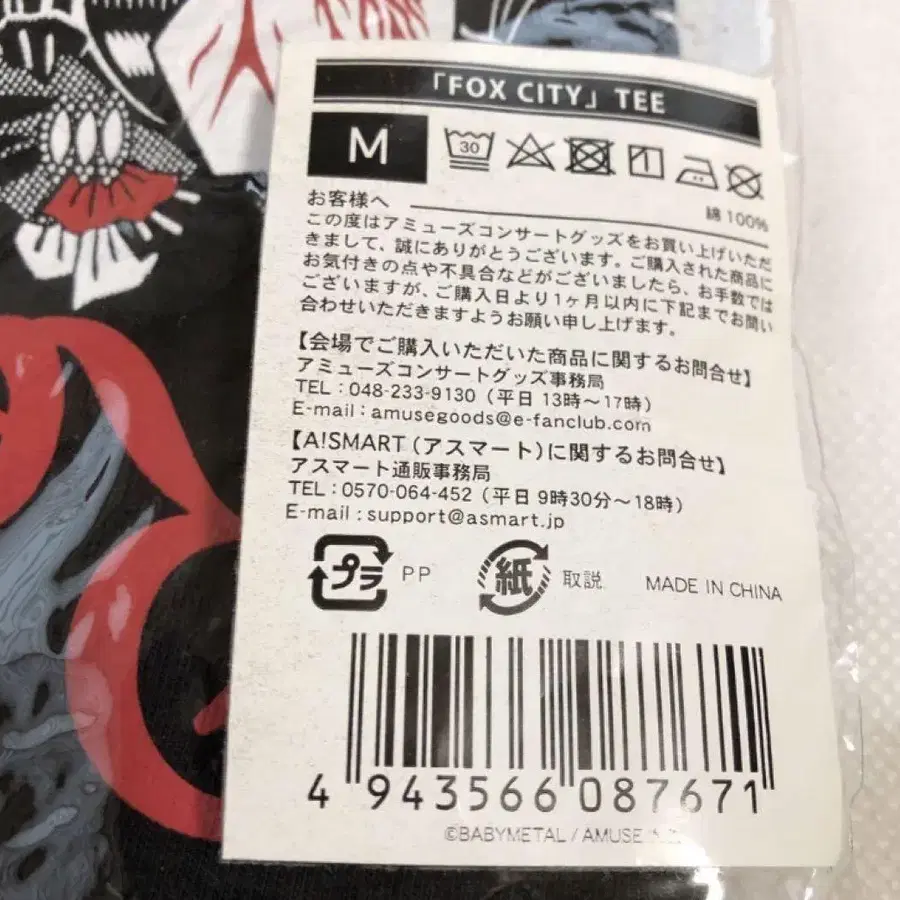 「FOX CITY」 TEE
M
30
お客様へ
綿 100%
この度はアミューズコンサートグッズをお買い上げいただ
きまして、誠にありがとうございます。ご購入された商品に
お気付きの点や不具合などがございましたら、お手数では
ございますが、ご購入日より1ヶ月以内に下記までお問い
合わせいただきますようお願い申し上げます。
【会場でご購入いただいた商品に関するお問合せ】
アミューズコンサートグッズ事務局
TEL：048-233-9130（平日 13時～17時）
E-mail：amusegoods@e-fanclub.com
【A!SMART（アスマート）に関するお問合せ】
アスマート通販事務局
TEL：0570-064-452（平日 9時30分～18時）
E-mail：support@asmart.jp
プラ PP 紙 取説 MADE IN CHINA
4 943566 087671
©BABYMETAL / AMUSE